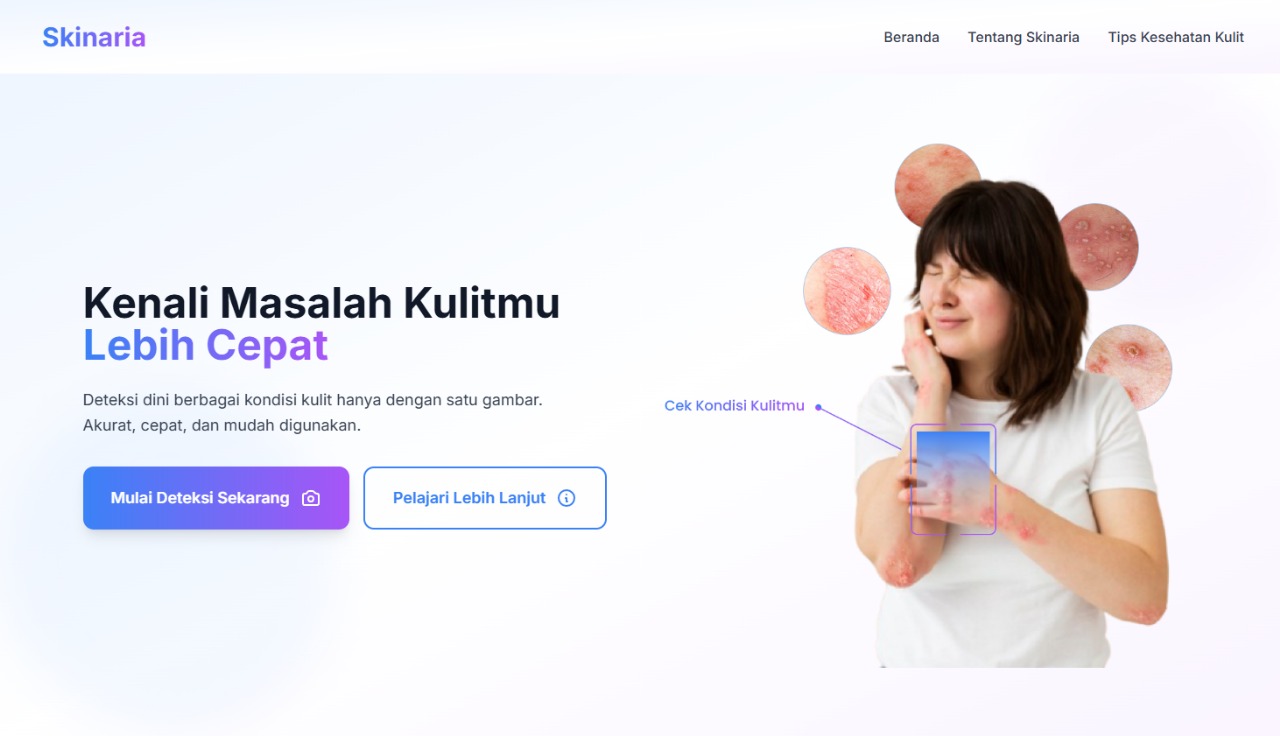 Skinaria
Beranda
Tentang Skinaria
Tips Kesehatan Kulit
Kenali Masalah Kulitmu
Lebih Cepat
Deteksi dini berbagai kondisi kulit hanya dengan satu gambar.
Akurat, cepat, dan mudah digunakan.
Mulai Deteksi Sekarang
Pelajari Lebih Lanjut
Cek Kondisi Kulitmu